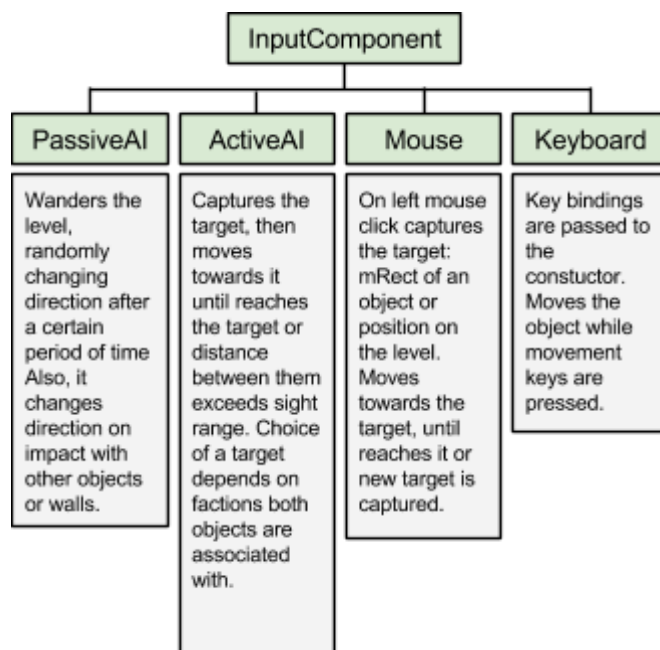 InputComponent
PassiveAI
Wanders the
level,
randomly
changing
direction after
a certain
period of time
Also, it
changes
direction on
impact with
other objects
or walls.
ActiveAI
Captures the
target, then
moves
towards it
until reaches
the target or
distance
between them
exceeds sight
range. Choice
of a target
depends on
factions both
objects are
associated
with.
Mouse
On left mouse
click captures
the target:
mRect of an
object or
position on
the level.
Moves
towards the
target, until
reaches it or
new target is
captured.
Keyboard
Key bindings
are passed to
the
constuctor.
Moves the
object while
movement
keys are
pressed.